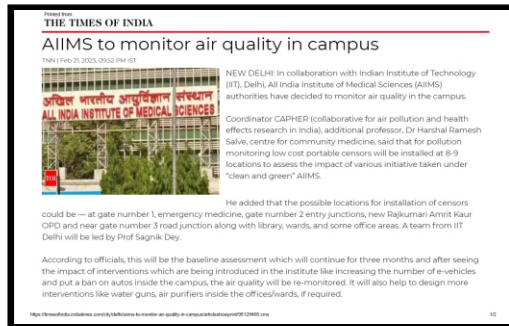 Printed from
THE TIMES OF INDIA
AIIMS to monitor air quality in campus
TNN | Feb 21, 2023, 09.52 PM IST
अखिल भारतीय आयुर्विज्ञान संस्थान
ALL INDIA INSTITUTE OF MEDICAL SCIENCES
TOI
NEW DELHI: In collaboration with Indian Institute of Technology
(IIT), Delhi, All India Institute of Medical Sciences (AIIMS)
authorities have decided to monitor air quality in the campus.
Coordinator CAPHER (collaborative for air pollution and health
effects research in India), additional professor, Dr Harshal Ramesh
Salve, centre for community medicine, said that for pollution
monitoring low cost portable censors will be installed at 8-9
locations to assess the impact of various initiative taken under
"clean and green" AIIMS.
He added that the possible locations for installation of censors
could be — at gate number 1, emergency medicine, gate number 2 entry junctions, new Rajkumari Amrit Kaur
OPD and near gate number 3 road junction along with library, wards, and some office areas. A team from IIT
Delhi will be led by Prof Sagnik Dey.
According to officials, this will be the baseline assessment which will continue for three months and after seeing
the impact of interventions which are being introduced in the institute like increasing the number of e-vehicles
and put a ban on autos inside the campus, the air quality will be re-monitored. It will also help to design more
interventions like water guns, air purifiers inside the offices/wards, if required.
1/2